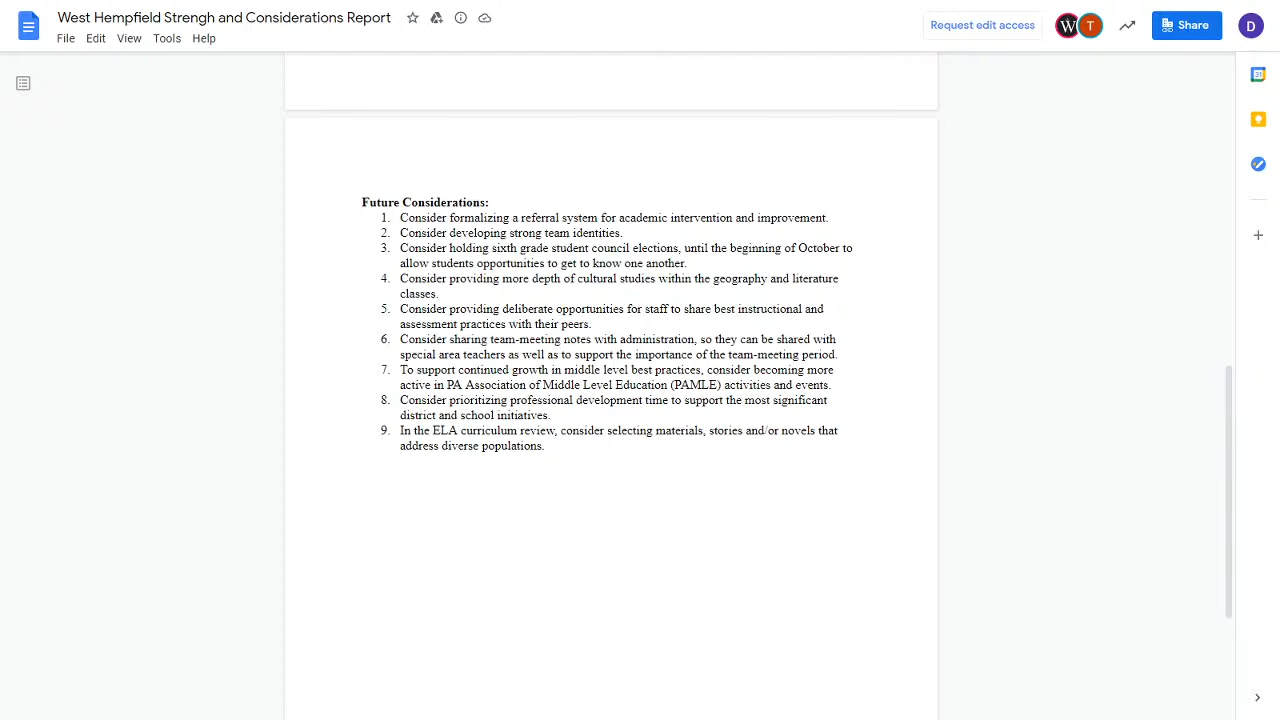 West Hempfield Strengh and Considerations Report
File Edit View Tools Help
Request edit access
W T
Share
D
31
Future Considerations:
1. Consider formalizing a referral system for academic intervention and improvement.
2. Consider developing strong team identities.
3. Consider holding sixth grade student council elections, until the beginning of October to
allow students opportunities to get to know one another.
4. Consider providing more depth of cultural studies within the geography and literature
classes.
5. Consider providing deliberate opportunities for staff to share best instructional and
assessment practices with their peers.
6. Consider sharing team-meeting notes with administration, so they can be shared with
special area teachers as well as to support the importance of the team-meeting period.
7. To support continued growth in middle level best practices, consider becoming more
active in PA Association of Middle Level Education (PAMLE) activities and events.
8. Consider prioritizing professional development time to support the most significant
district and school initiatives.
9. In the ELA curriculum review, consider selecting materials, stories and/or novels that
address diverse populations.